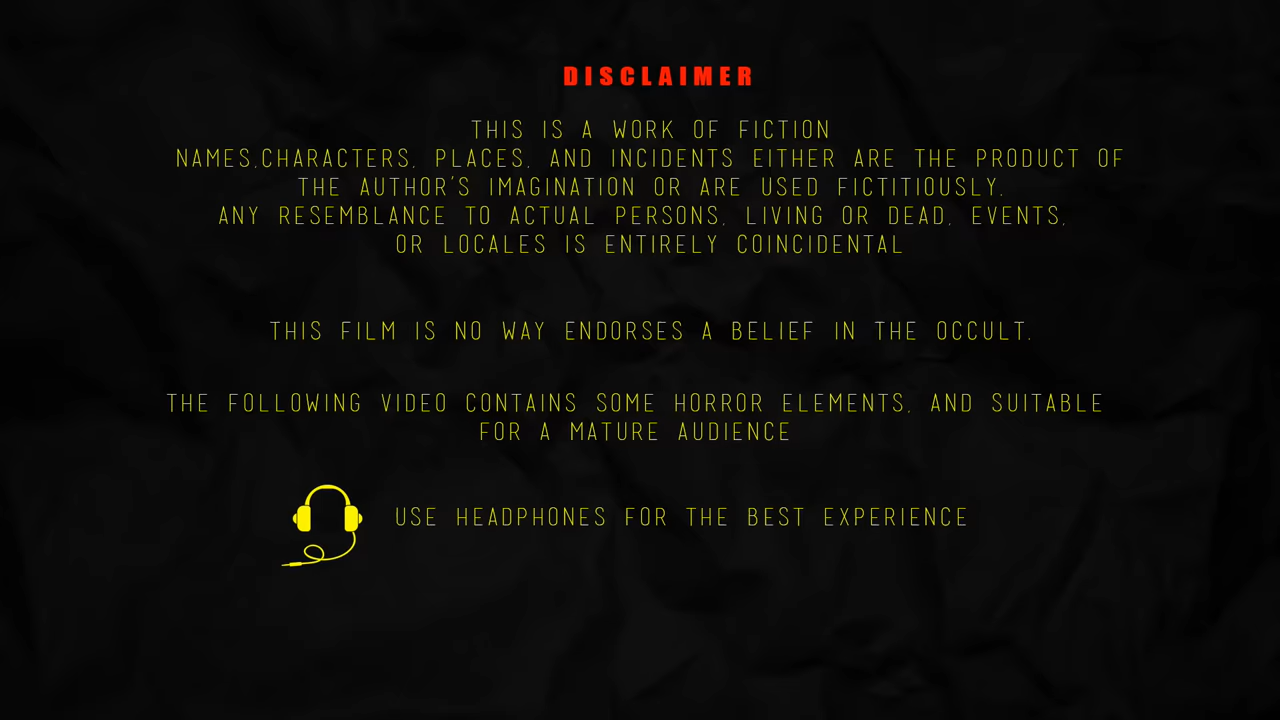 DISCLAIMER
THIS IS A WORK OF FICTION
NAMES,CHARACTERS, PLACES, AND INCIDENTS EITHER ARE THE PRODUCT OF
THE AUTHOR'S IMAGINATION OR ARE USED FICTITIOUSLY.
ANY RESEMBLANCE TO ACTUAL PERSONS, LIVING OR DEAD, EVENTS,
OR LOCALES IS ENTIRELY COINCIDENTAL
THIS FILM IS NO WAY ENDORSES A BELIEF IN THE OCCULT.
THE FOLLOWING VIDEO CONTAINS SOME HORROR ELEMENTS, AND SUITABLE
FOR A MATURE AUDIENCE
USE HEADPHONES FOR THE BEST EXPERIENCE